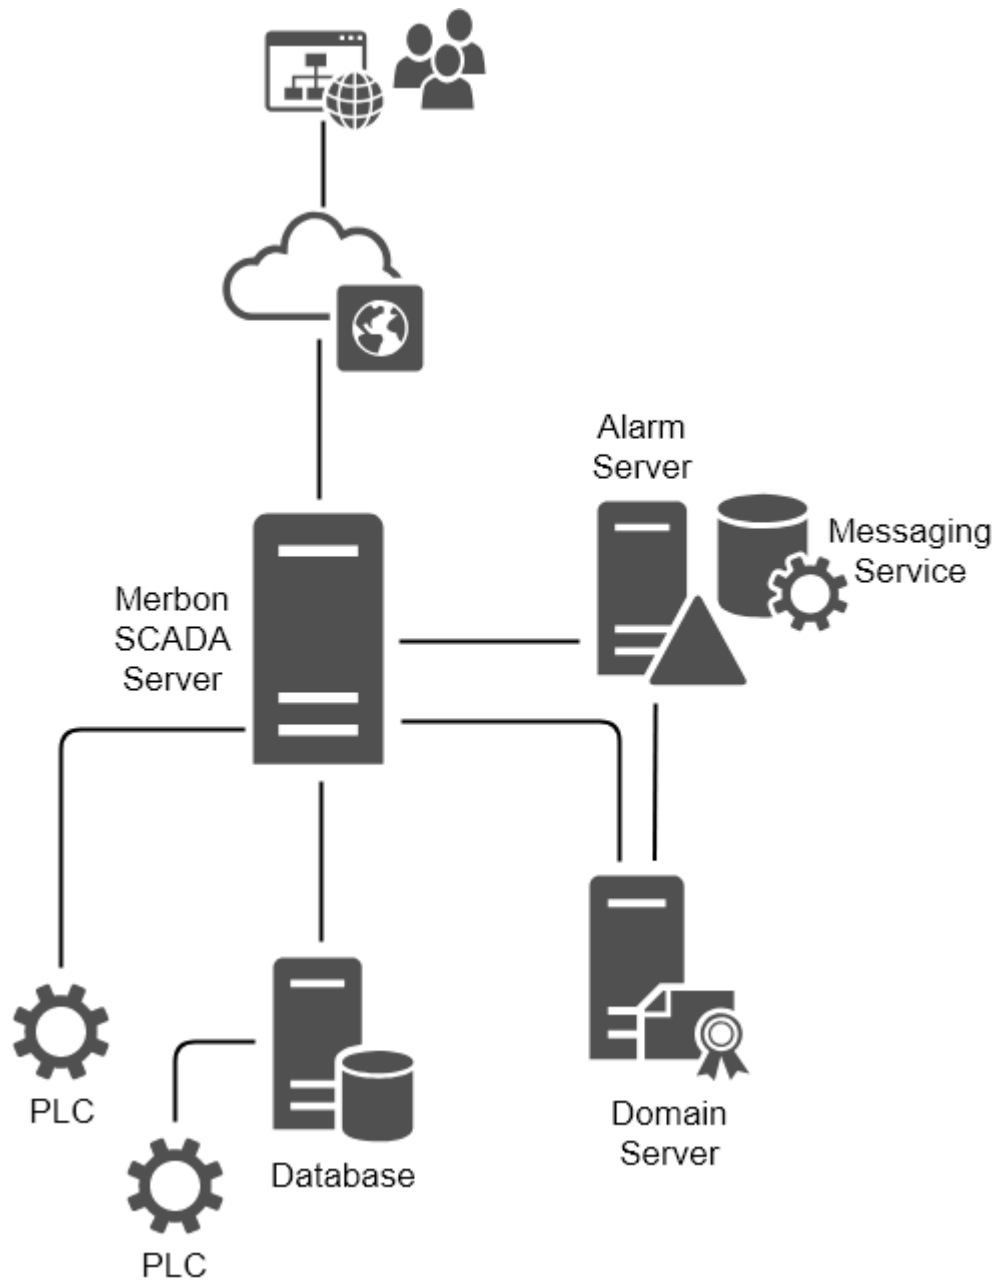 Alarm
Server
Messaging
Service
Merbon
SCADA
Server
PLC
Database
Domain
Server
PLC